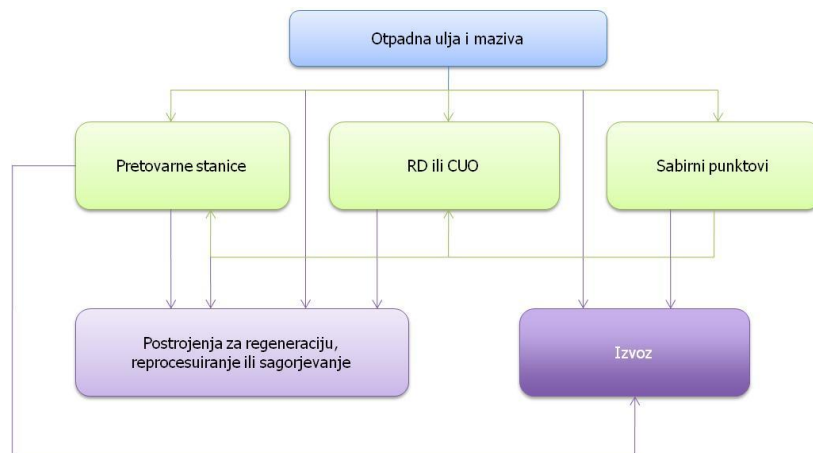 Otpadna ulja i maziva
Pretovarne stanice
RD ili CUO
Sabirni punktovi
Postrojenja za regeneraciju,
reprocesuiranje ili sagorjevanje
Izvoz